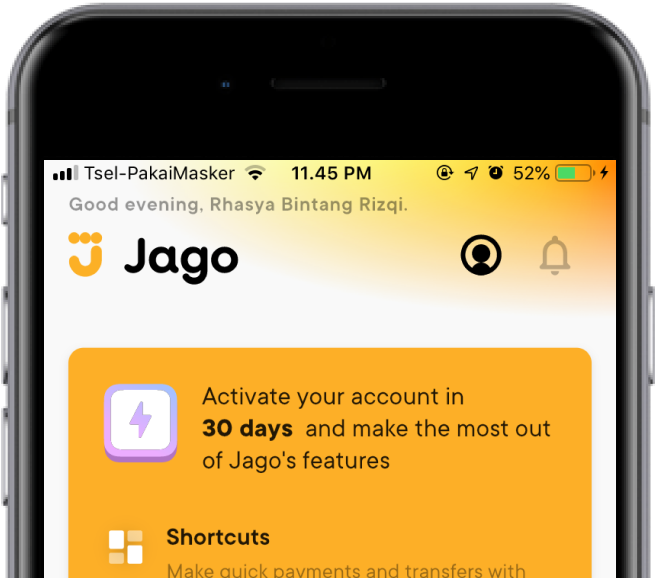 Tsel-PakaiMasker 11.45 PM 52%
Good evening, Rhasya Bintang Rizqi.
Jago
Activate your account in
30 days and make the most out
of Jago's features
Shortcuts
Make quick payments and transfers with